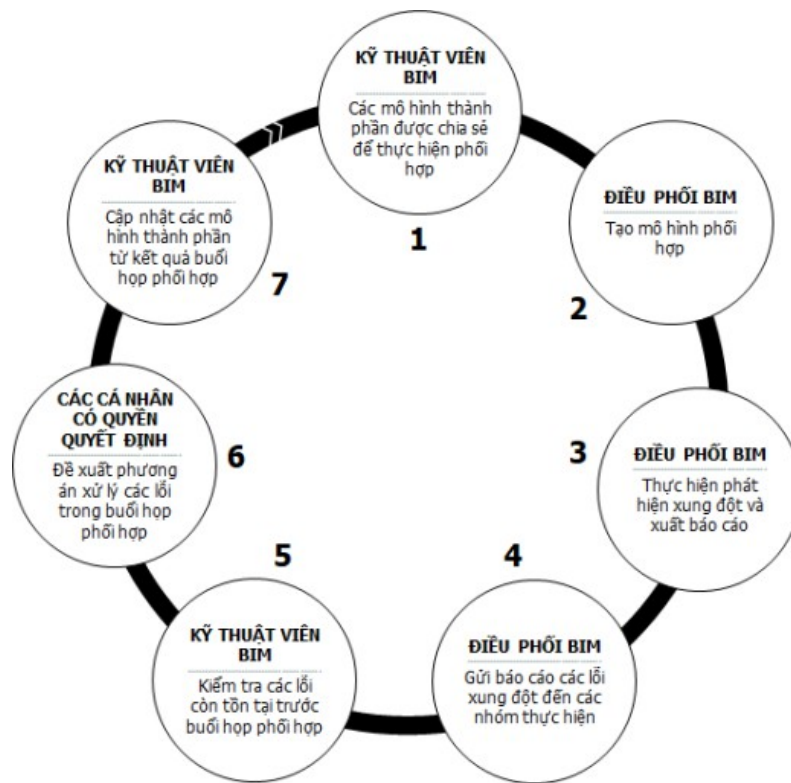 KỸ THUẬT VIÊN
BIM
Các mô hình thành
phần được chia sẽ
để thực hiện phối
hợp
1
ĐIỀU PHỐI BIM
Tạo mô hình phối
hợp
2
ĐIỀU PHỐI BIM
Thực hiện phát
hiện xung đột và
xuất báo cáo
3
ĐIỀU PHỐI BIM
Gửi báo cáo các lỗi
xung đột đến các
nhóm thực hiện
4
KỸ THUẬT VIÊN
BIM
Kiểm tra các lỗi
còn tồn tại trước
buổi họp phối hợp
5
CÁC CÁ NHÂN
CÓ QUYỀN
QUYẾT ĐỊNH
Đề xuất phương
án xử lý các lỗi
trong buổi họp
phối hợp
6
KỸ THUẬT VIÊN
BIM
Cập nhật các mô
hình thành phần
từ kết quả buổi
họp phối hợp
7